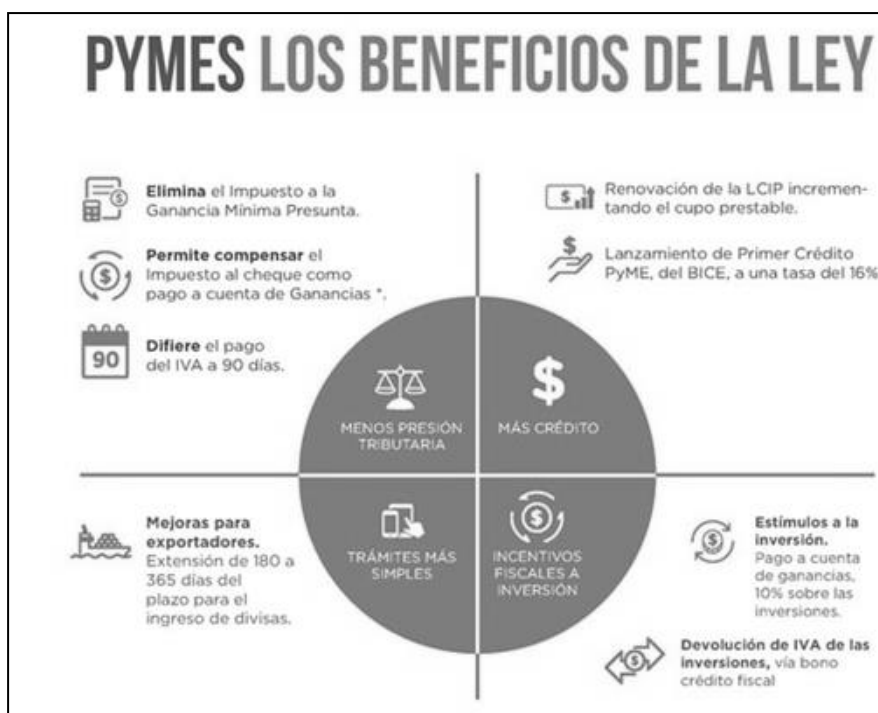 PYMES LOS BENEFICIOS DE LA LEY
Elimina el Impuesto a la
Ganancia Mínima Presunta.
Permite compensar el
Impuesto al cheque como
pago a cuenta de Ganancias *.
90
Difiere el pago
del IVA a 90 días.
Renovación de la LCIP incremen-
tando el cupo prestable.
Lanzamiento de Primer Crédito
PyME, del BICE, a una tasa del 16%
MENOS PRESIÓN
TRIBUTARIA
MÁS CRÉDITO
TRÁMITES MÁS
SIMPLES
INCENTIVOS
FISCALES A
INVERSIÓN
Mejoras para
exportadores.
Extensión de 180 a
365 días del
plazo para el
ingreso de divisas.
Estímulos a la
inversión.
Pago a cuenta
de ganancias,
10% sobre las
inversiones.
Devolución de IVA de las
inversiones, vía bono
crédito fiscal